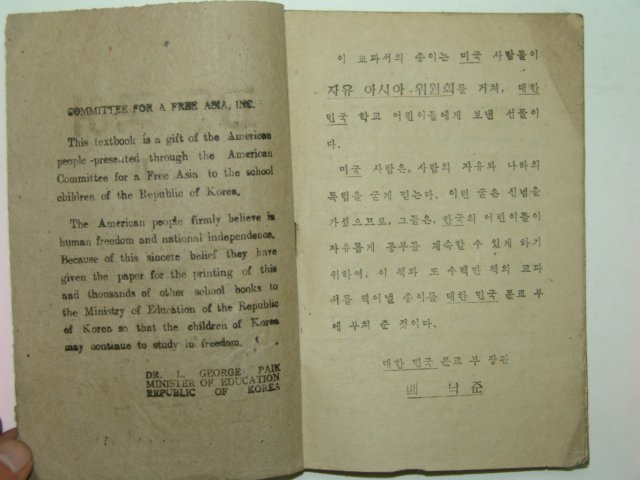 COMMITTEE FOR A FREE ASIA, INC.
This textbook is a gift of the American
people -presented through the American
Committee for a Free Asia to the school
children of the Republic of Korea.
The American people firmly believe in
human freedom and national independence.
Because of this sincere belief they have
given the paper for the printing of this
and thousands of other school books to
the Ministry of Education of the Republic
of Korea so that the children of Korea
may continue to study in freedom.
DR. L. GEORGE PAIK
MINISTER OF EDUCATION
REPUBLIC OF KOREA
이 교과서의 종이는 미국 사람들이
자유 아시아 위원회를 거쳐, 대한
민국 학교 어린이들에게 보낸 선물이
다.
미국 사람은, 사람의 자유와 나라의
독립을 굳게 믿는다. 이런 굳은 신념을
가졌으므로, 그들은, 한국의 어린이들이
자유롭게 공부를 계속할 수 있게 하기
위하여, 이 책과 또 수백만 책의 교과
서를 찍어낼 종이를 대한 민국 문교 부
에 부쳐 준 것이다.
대한 민국 문교 부 장관
백 낙 준